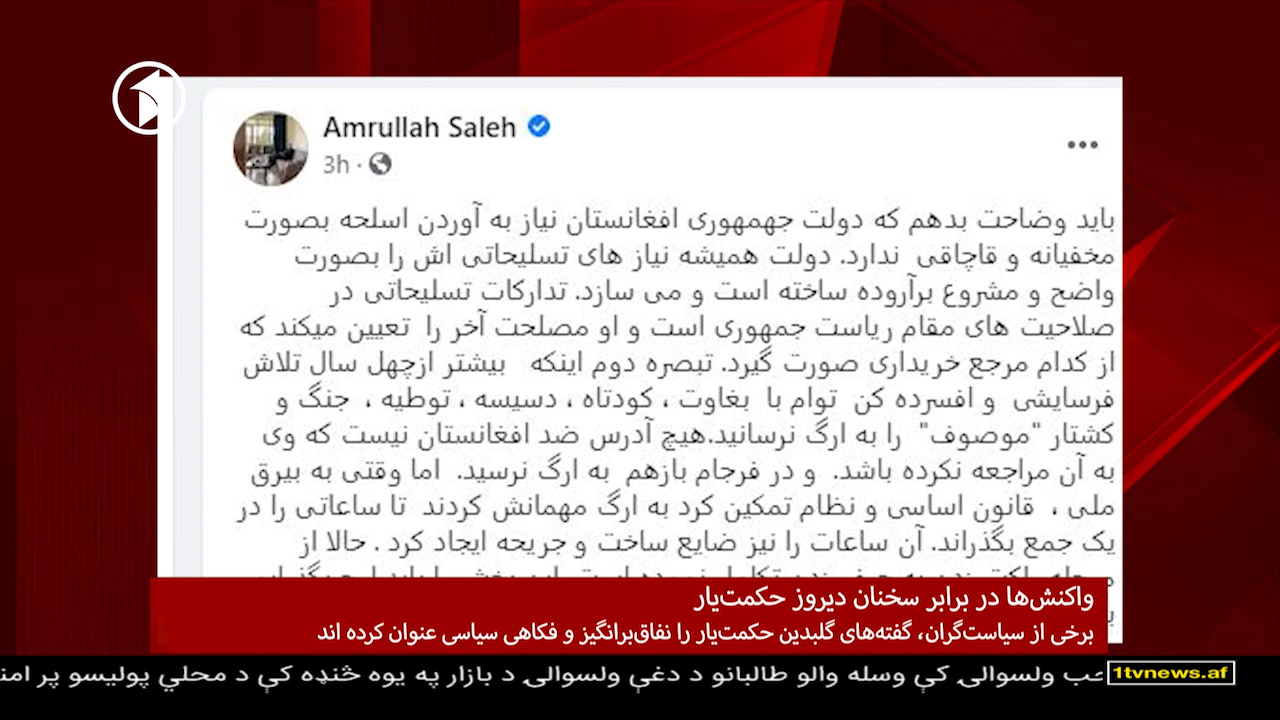 Amrullah Saleh
3h ·
باید وضاحت بدهم که دولت جهمهوری افغانستان نیاز به آوردن اسلحه بصورت
مخفیانه و قاچاقی ندارد. دولت همیشه نیاز های تسلیحاتی اش را بصورت
واضح و مشروع برآروده ساخته است و می سازد. تدارکات تسلیحاتی در
صلاحیت های مقام ریاست جمهوری است و او مصلحت آخر را تعیین میکند که
از کدام مرجع خریداری صورت گیرد. تبصره دوم اینکه بیشتر ازچهل سال تلاش
فرسایشی و افسرده کن توام با بغاوت ، کودتاه ، دسیسه ، توطیه ، جنگ و
کشتار "موصوف" را به ارگ نرسانید.هیچ آدرس ضد افغانستان نیست که وی
به آن مراجعه نکرده باشد. و در فرجام بازهم به ارگ نرسید. اما وقتی به بیرق
ملی ، قانون اساسی و نظام تمکین کرد به ارگ مهمانش کردند تا ساعاتی را در
یک جمع بگذراند. آن ساعات را نیز ضایع ساخت و جریحه ایجاد کرد . حالا از
واکنش‌ها در برابر سخنان دیروز حکمت‌یار
برخی از سیاست‌گران، گفته‌های گلبدین حکمت‌یار را نفاق‌برانگیز و فکاهی سیاسی عنوان کرده اند
ولسوالۍ کې وسله والو طالبانو د دغې ولسوالۍ د بازار په یوه څنډه کې د محلي پولیسو پر
1tvnews.af